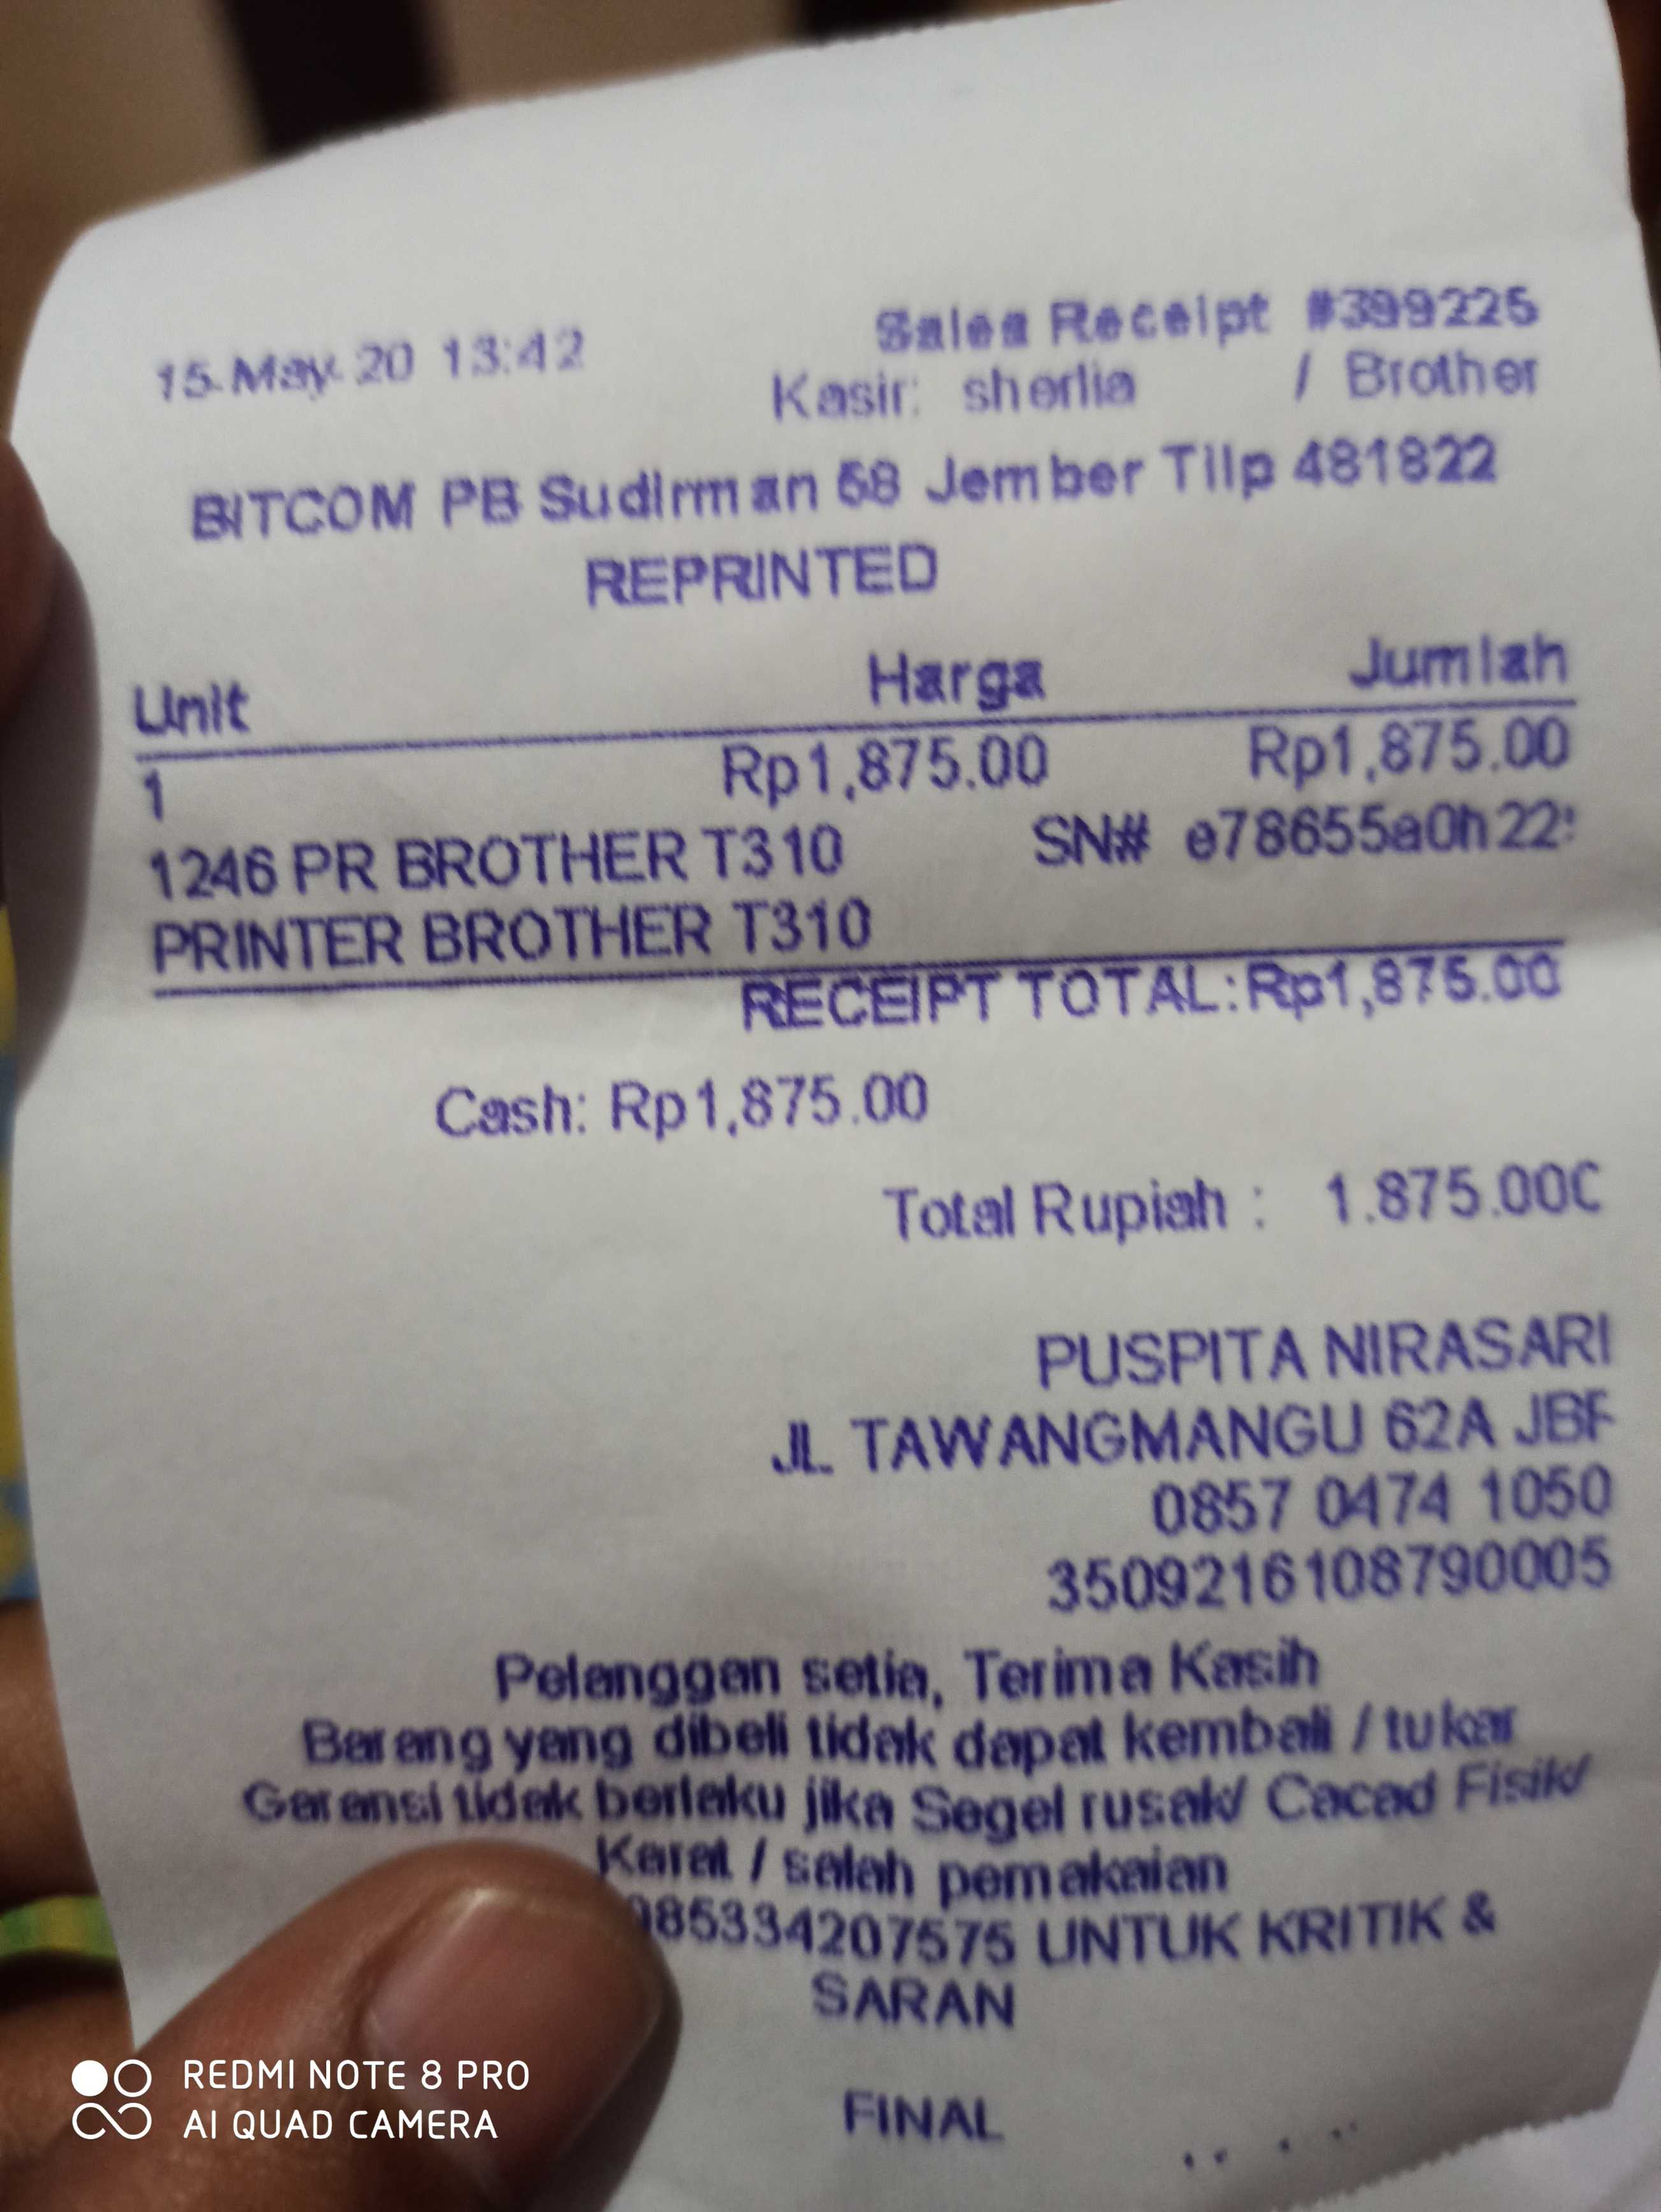 15-May-20 13:42 Sales Receipt #399225
Kasir: sherlia / Brother
BITCOM PB Sudirman 58 Jember Tilp 481822
REPRINTED
Unit Harga Jumlah
1 Rp1,875.00 Rp1,875.00
1246 PR BROTHER T310 SN# e78655a0h22
PRINTER BROTHER T310
RECEIPT TOTAL: Rp1,875.00
Cash: Rp1,875.00
Total Rupiah : 1.875.000
PUSPITA NIRASARI
JL TAWANGMANGU 62A JBR
0857 0474 1050
3509216108790005
Pelanggan setia, Terima Kasih
Barang yang dibeli tidak dapat kembali / tukar
Garansi tidak berlaku jika Segel rusak/ Cacad Fisik/
Karat / salah pemakaian
085334207575 UNTUK KRITIK &
SARAN
FINAL
REDMI NOTE 8 PRO
AI QUAD CAMERA